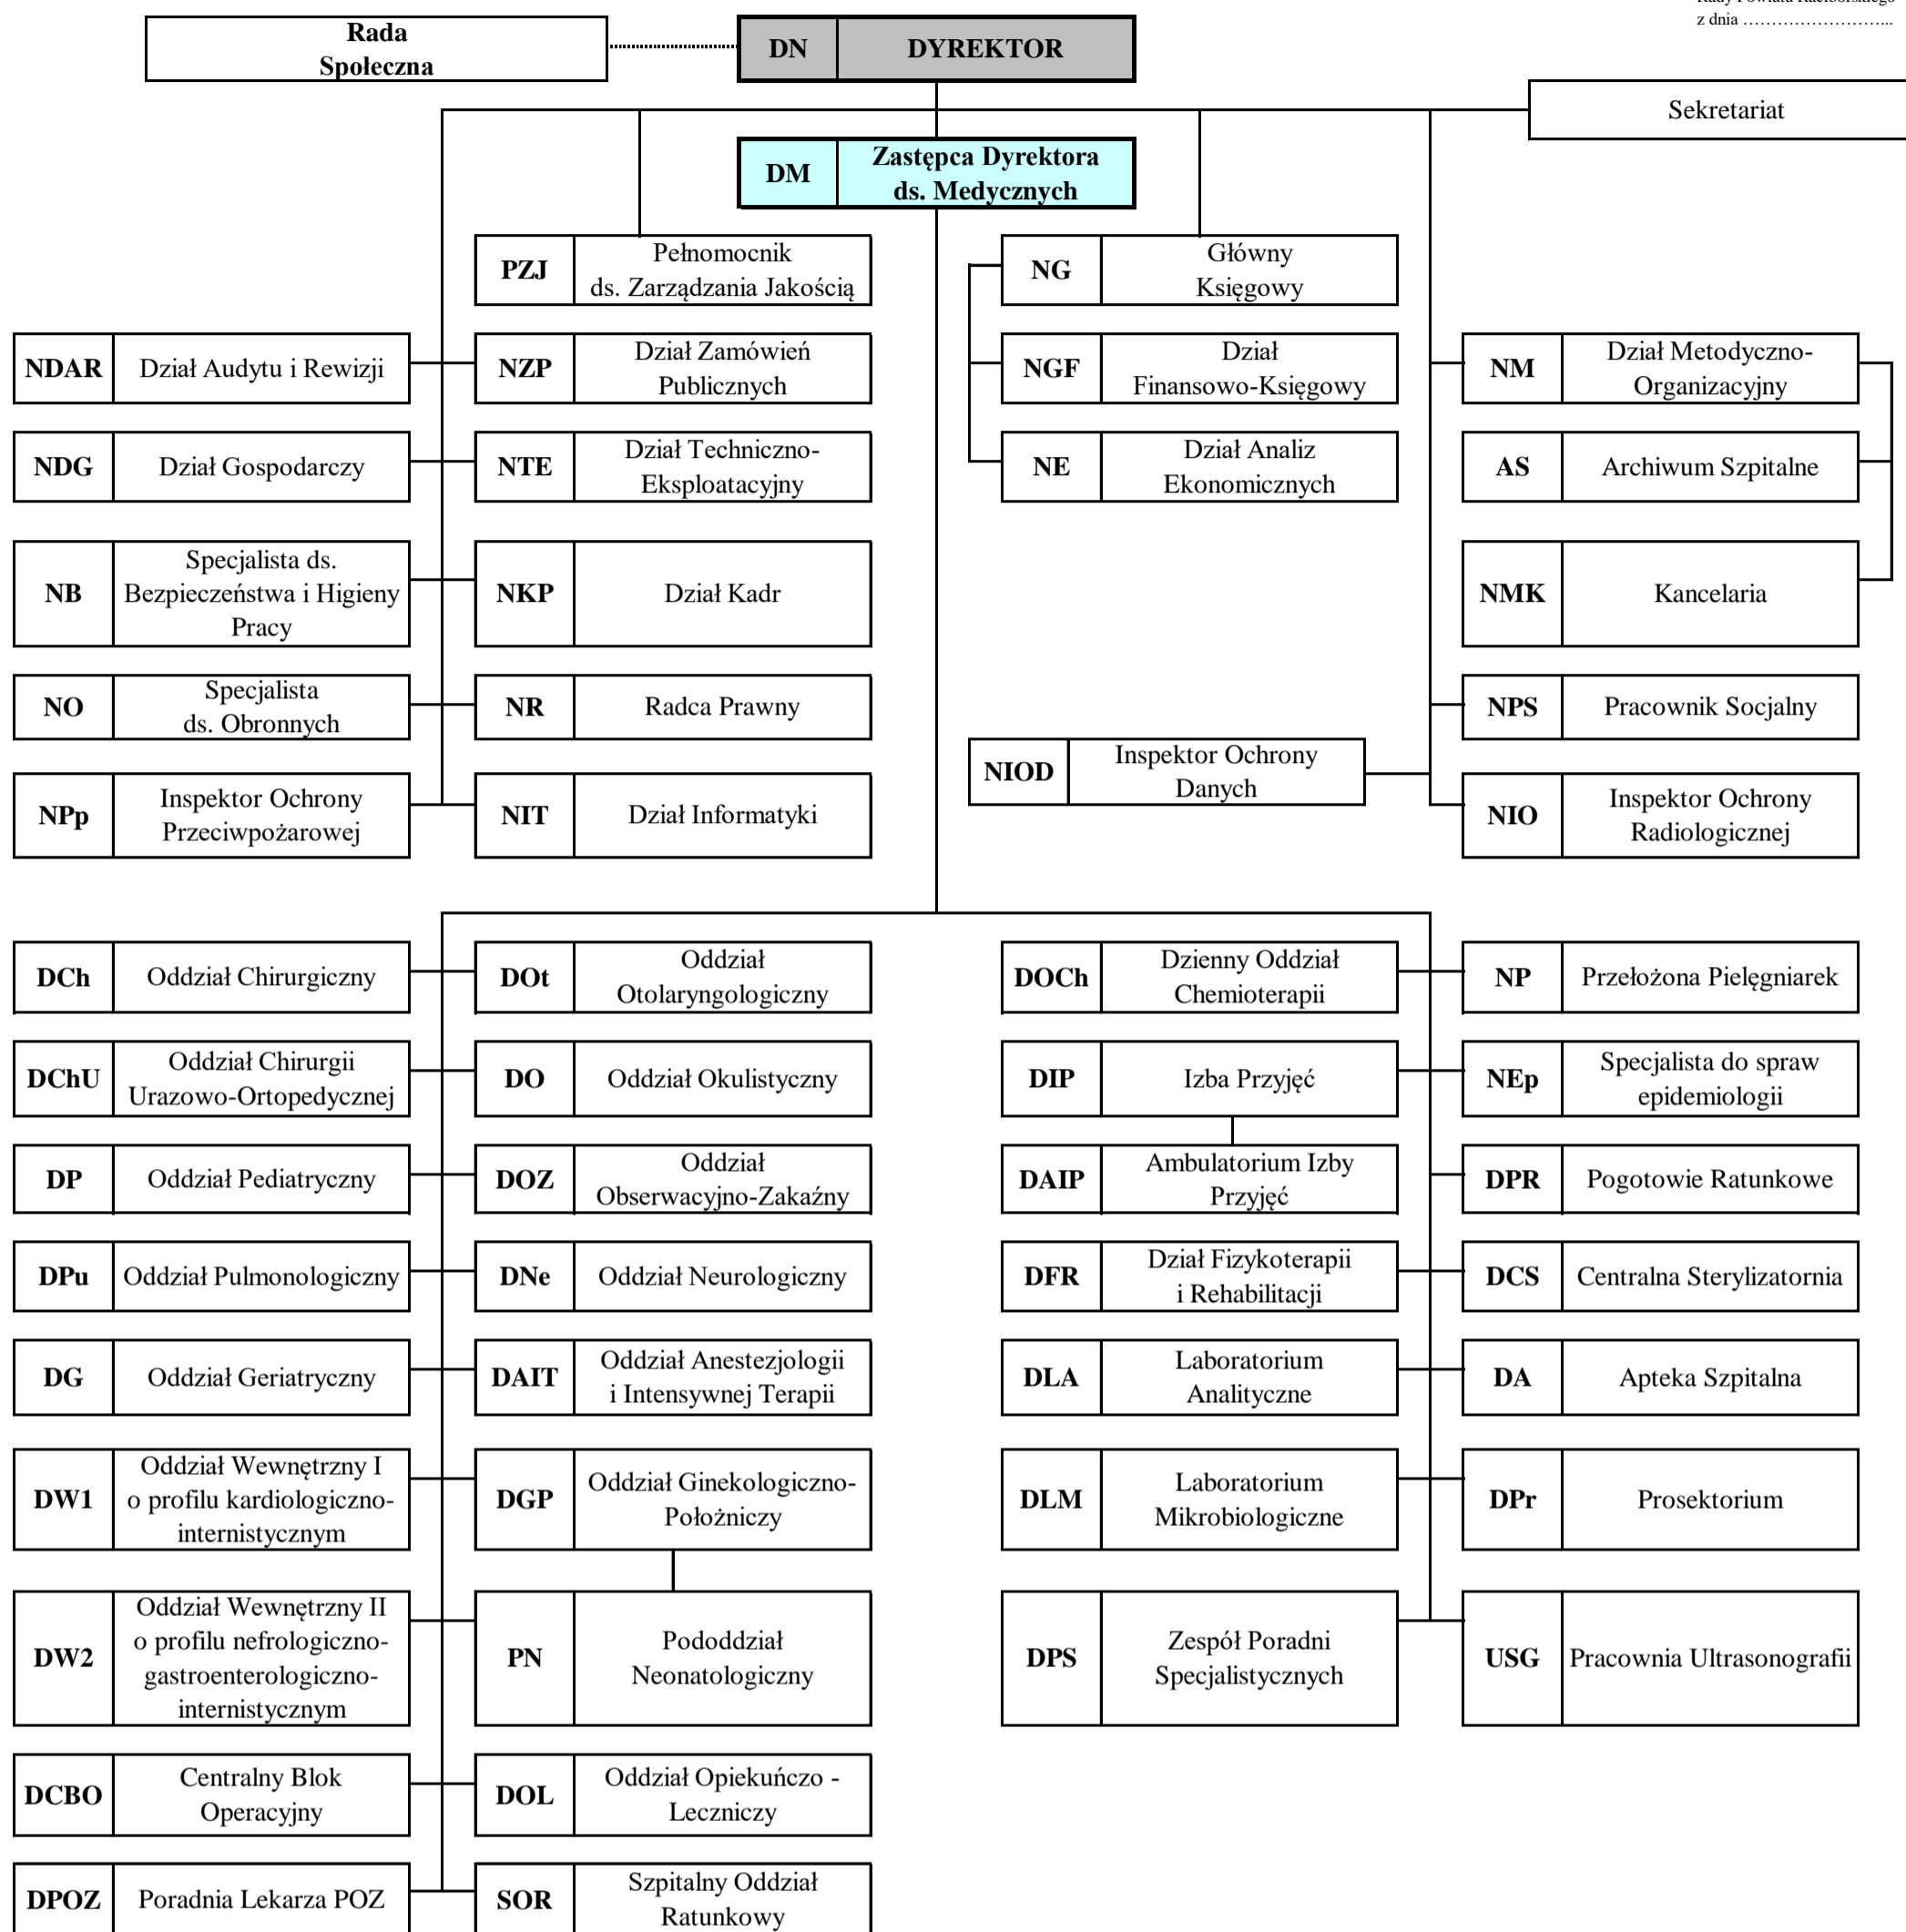 Rady Powiatu Raciborskiego
z dnia ……………………...
Rada
Społeczna
DN
DYREKTOR
Sekretariat
DM
Zastępca Dyrektora
ds. Medycznych
PZJ
Pełnomocnik
ds. Zarządzania Jakością
NG
Główny
Księgowy
NDAR
Dział Audytu i Rewizji
NZP
Dział Zamówień
Publicznych
NGF
Dział
Finansowo-Księgowy
NM
Dział Metodyczno-
Organizacyjny
NDG
Dział Gospodarczy
NTE
Dział Techniczno-
Eksploatacyjny
NE
Dział Analiz
Ekonomicznych
AS
Archiwum Szpitalne
NB
Specjalista ds.
Bezpieczeństwa i Higieny
Pracy
NKP
Dział Kadr
NMK
Kancelaria
NO
Specjalista
ds. Obronnych
NR
Radca Prawny
NPS
Pracownik Socjalny
NIOD
Inspektor Ochrony
Danych
NPp
Inspektor Ochrony
Przeciwpożarowej
NIT
Dział Informatyki
NIO
Inspektor Ochrony
Radiologicznej
DCh
Oddział Chirurgiczny
DOt
Oddział
Otolaryngologiczny
DOCh
Dzienny Oddział
Chemioterapii
NP
Przełożona Pielęgniarek
DChU
Oddział Chirurgii
Urazowo-Ortopedycznej
DO
Oddział Okulistyczny
DIP
Izba Przyjęć
NEp
Specjalista do spraw
epidemiologii
DP
Oddział Pediatryczny
DOZ
Oddział
Obserwacyjno-Zakaźny
DAIP
Ambulatorium Izby
Przyjęć
DPR
Pogotowie Ratunkowe
DPu
Oddział Pulmonologiczny
DNe
Oddział Neurologiczny
DFR
Dział Fizykoterapii
i Rehabilitacji
DCS
Centralna Sterylizatornia
DG
Oddział Geriatryczny
DAIT
Oddział Anestezjologii
i Intensywnej Terapii
DLA
Laboratorium
Analityczne
DA
Apteka Szpitalna
DW1
Oddział Wewnętrzny I
o profilu kardiologiczno-
internistycznym
DGP
Oddział Ginekologiczno-
Położniczy
DLM
Laboratorium
Mikrobiologiczne
DPr
Prosektorium
DW2
Oddział Wewnętrzny II
o profilu nefrologiczno-
gastroenterologiczno-
internistycznym
PN
Pododdział
Neonatologiczny
DPS
Zespół Poradni
Specjalistycznych
USG
Pracownia Ultrasonografii
DCBO
Centralny Blok
Operacyjny
DOL
Oddział Opiekuńczo -
Leczniczy
DPOZ
Poradnia Lekarza POZ
SOR
Szpitalny Oddział
Ratunkowy